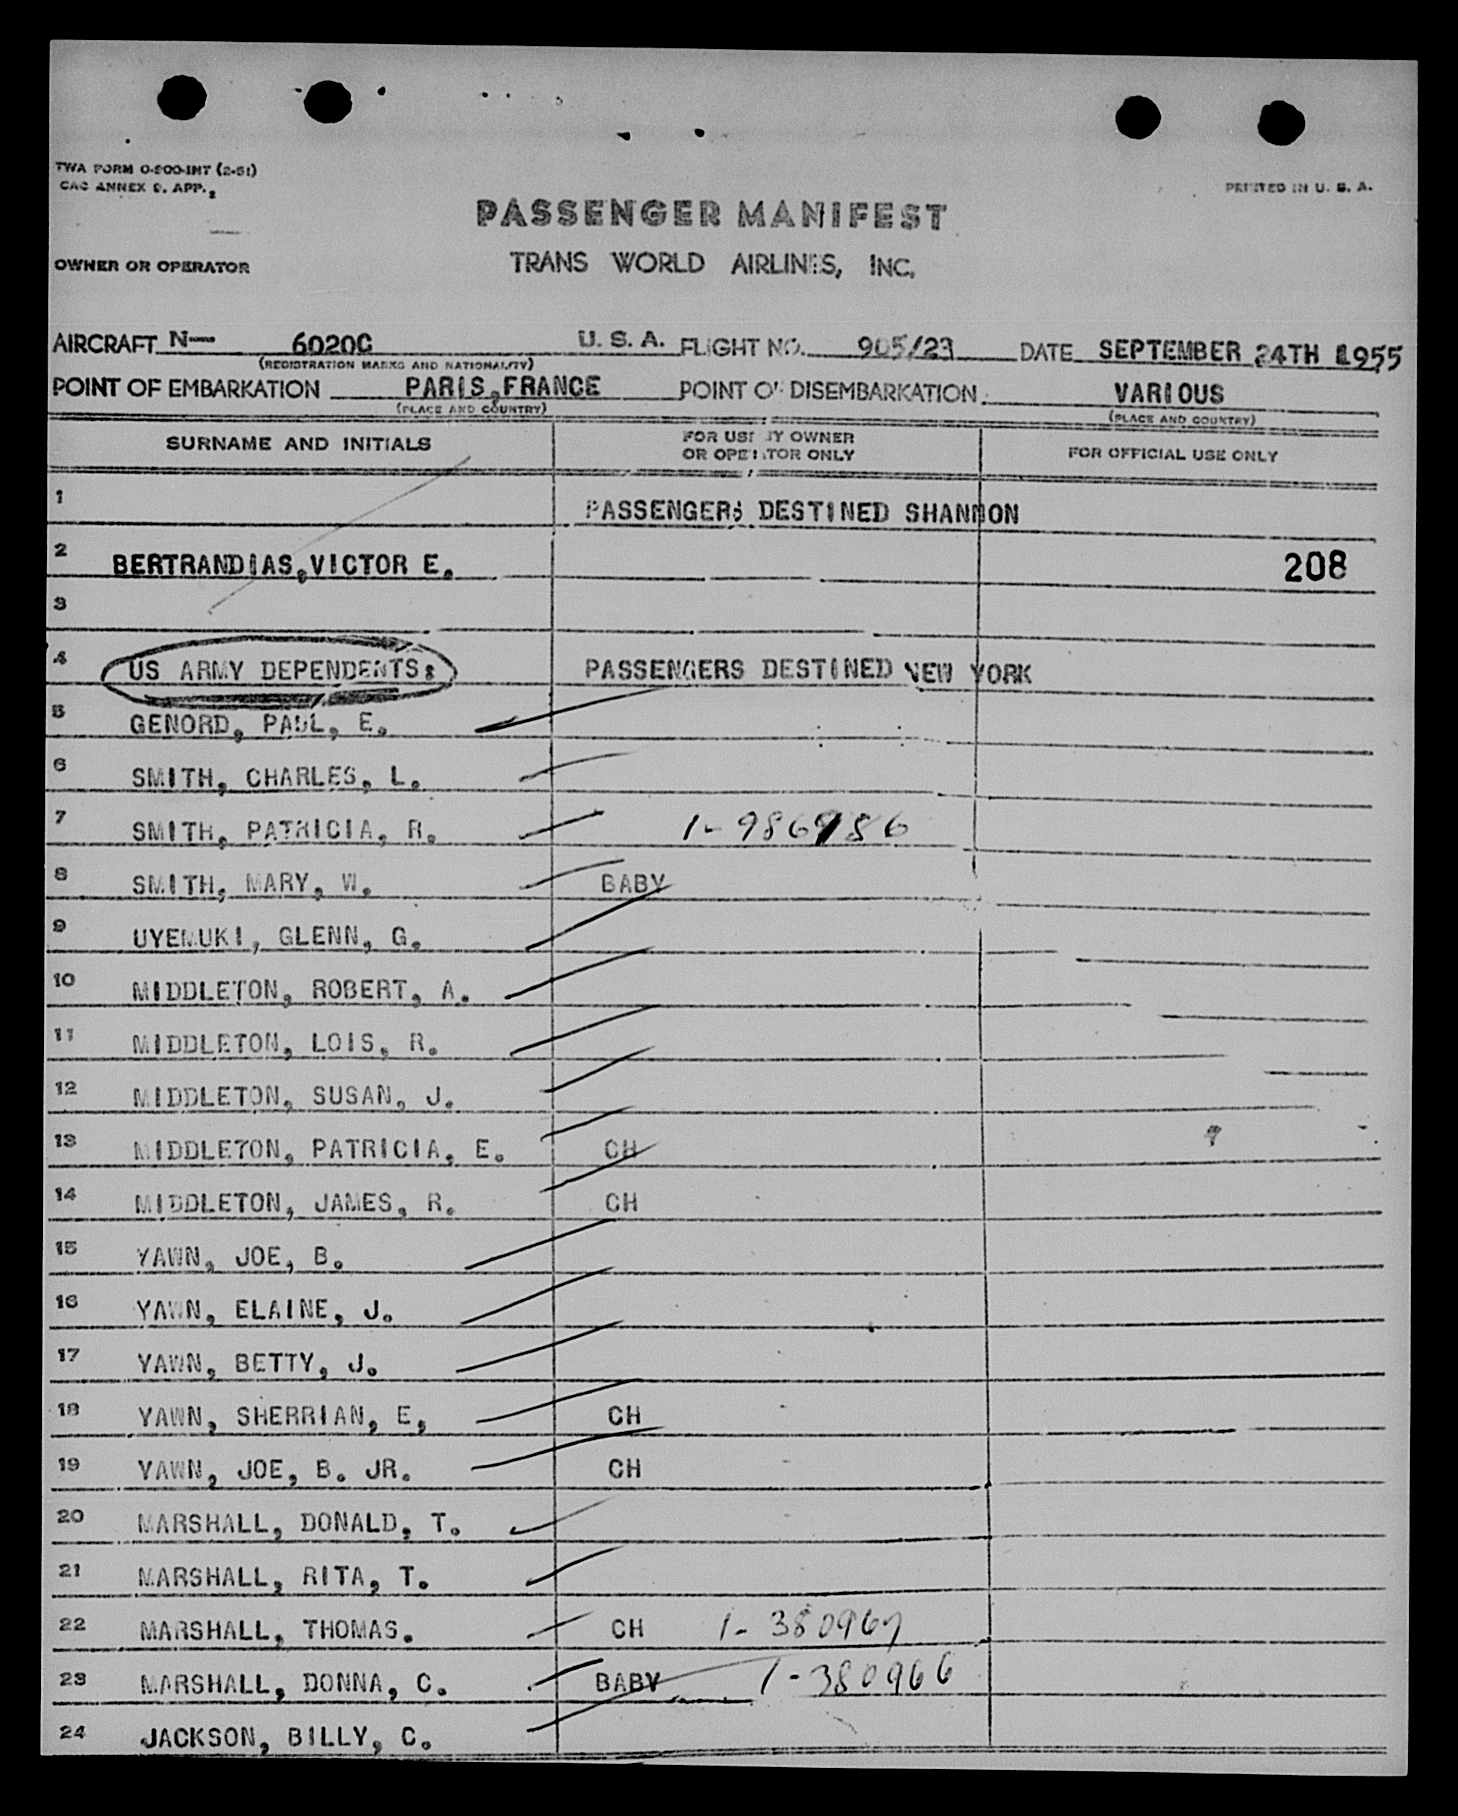 TWA FORM O-800-INT (2-51)
CAO ANNEX 9. APP. 2
PRINTED IN U. S. A.
PASSENGER MANIFEST
OWNER OR OPERATOR TRANS WORLD AIRLINES, INC.
AIRCRAFT N— 6020C U. S. A. FLIGHT NO. 905/23 DATE SEPTEMBER 24TH 1955
(REGISTRATION MARKS AND NATIONALITY)
POINT OF EMBARKATION PARIS,FRANCE POINT OF DISEMBARKATION VARIOUS
(PLACE AND COUNTRY) (PLACE AND COUNTRY)
SURNAME AND INITIALS FOR USE BY OWNER OR OPERATOR ONLY FOR OFFICIAL USE ONLY
1 PASSENGERS DESTINED SHANNON
2 BERTRANDIAS,VICTOR E. 208
3
4 US ARMY DEPENDENTS: PASSENGERS DESTINED NEW YORK
5 GENORD, PAUL, E.
6 SMITH, CHARLES, L.
7 SMITH, PATRICIA, R. 1-986986
8 SMITH, MARY, W. BABY
9 UYEMUKI, GLENN, G.
10 MIDDLETON, ROBERT, A.
11 MIDDLETON, LOIS, R.
12 MIDDLETON, SUSAN, J.
13 MIDDLETON, PATRICIA, E. CH
14 MIDDLETON, JAMES, R. CH
15 YAWN, JOE, B.
16 YAWN, ELAINE, J.
17 YAWN, BETTY, J.
18 YAWN, SHERRIAN, E, CH
19 YAWN, JOE, B. JR. CH
20 MARSHALL, DONALD, T.
21 MARSHALL, RITA, T.
22 MARSHALL, THOMAS. CH 1-380967
23 MARSHALL, DONNA, C. BABY 1-380966
24 JACKSON, BILLY, C.